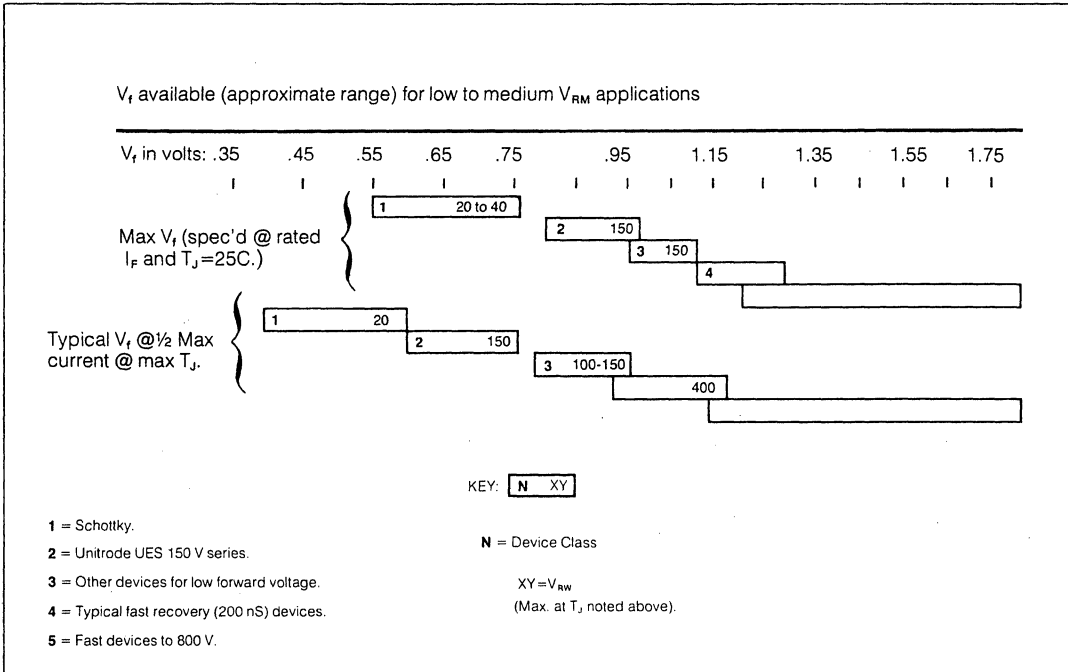 Vf available (approximate range) for low to medium VRM applications
Vf in volts: .35 .45 .55 .65 .75 .95 1.15 1.35 1.55 1.75
1 20 to 40
Max Vf (spec'd @ rated
IF and TJ=25C.)
2 150
3 150
4
1 20
Typical Vf @½ Max
current @ max TJ.
2 150
3 100-150
400
KEY: N XY
1 = Schottky.
2 = Unitrode UES 150 V series.
3 = Other devices for low forward voltage.
4 = Typical fast recovery (200 nS) devices.
5 = Fast devices to 800 V.
N = Device Class
XY=VRW
(Max. at TJ noted above).